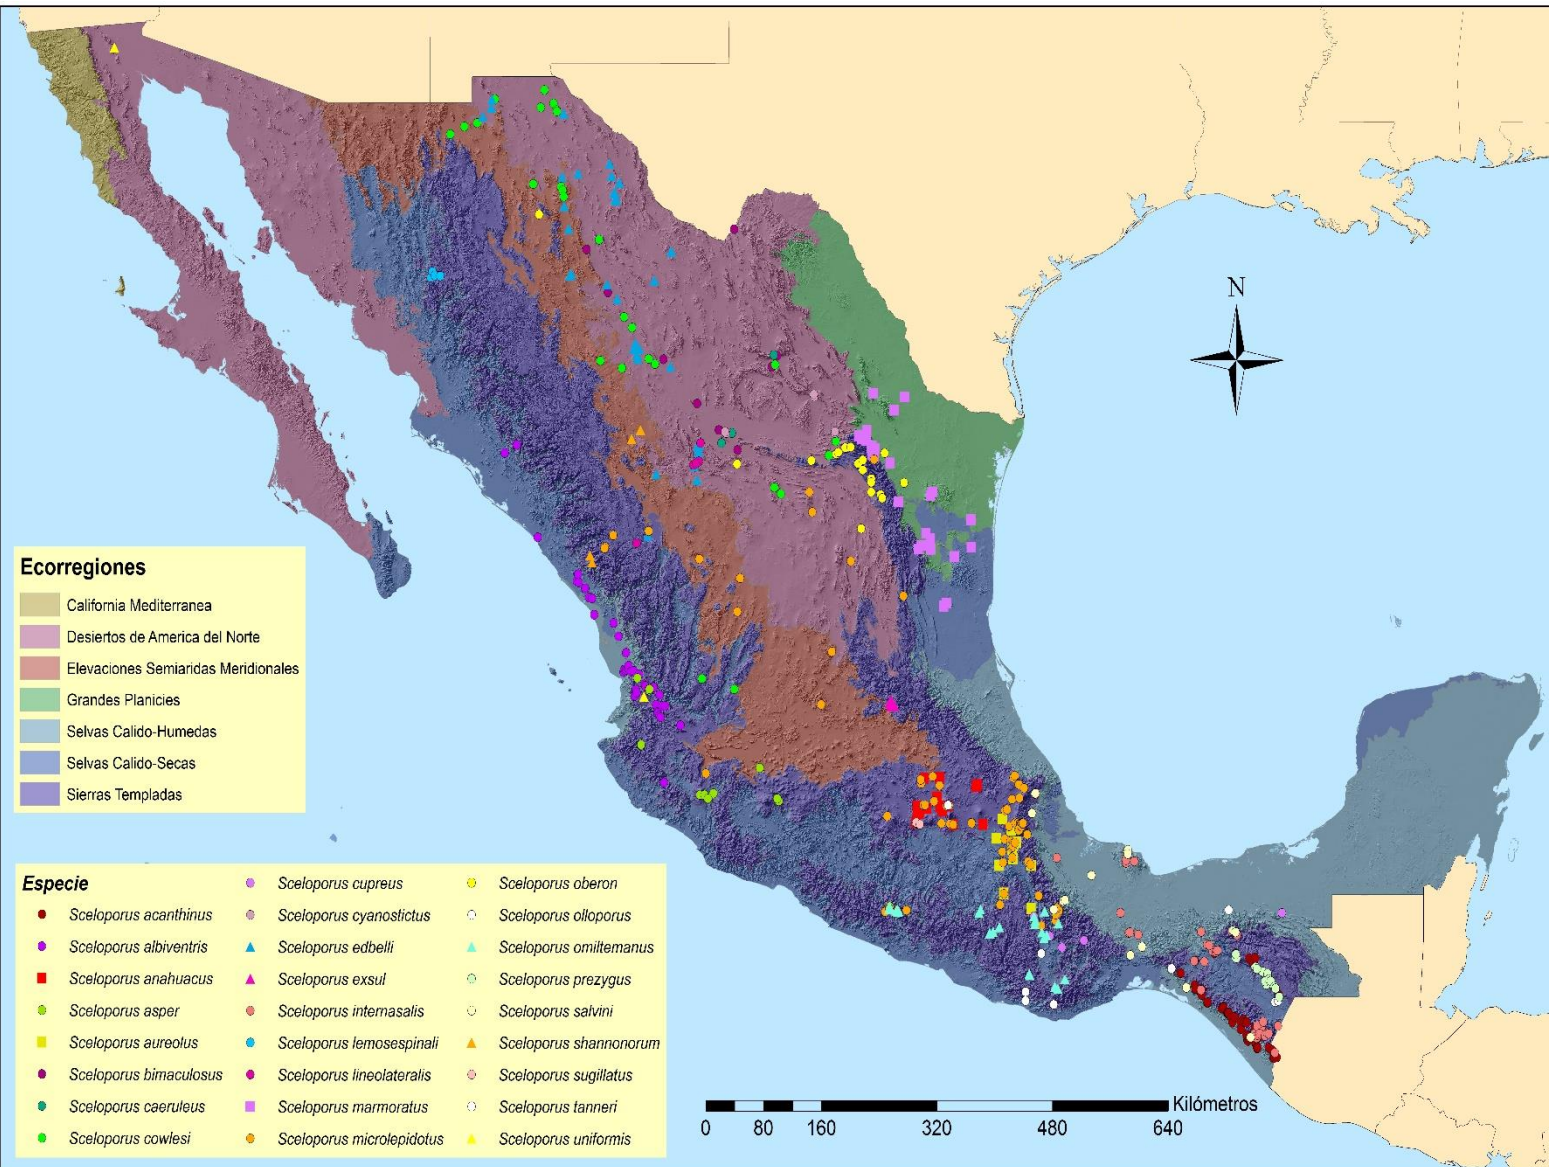 N
Ecorregiones
California Mediterranea
Desiertos de America del Norte
Elevaciones Semiaridas Meridionales
Grandes Planicies
Selvas Calido-Humedas
Selvas Calido-Secas
Sierras Templadas
Especie
Sceloporus acanthinus
Sceloporus albiventris
Sceloporus anahuacus
Sceloporus asper
Sceloporus aureolus
Sceloporus bimaculosus
Sceloporus caeruleus
Sceloporus cowlesi
Sceloporus cupreus
Sceloporus cyanostictus
Sceloporus edbelli
Sceloporus exsul
Sceloporus internasalis
Sceloporus lemosespinali
Sceloporus lineolateralis
Sceloporus marmoratus
Sceloporus microlepidotus
Sceloporus oberon
Sceloporus olloporus
Sceloporus omiltemanus
Sceloporus prezygus
Sceloporus salvini
Sceloporus shannonorum
Sceloporus sugillatus
Sceloporus tanneri
Sceloporus uniformis
Kilómetros
0 80 160 320 480 640